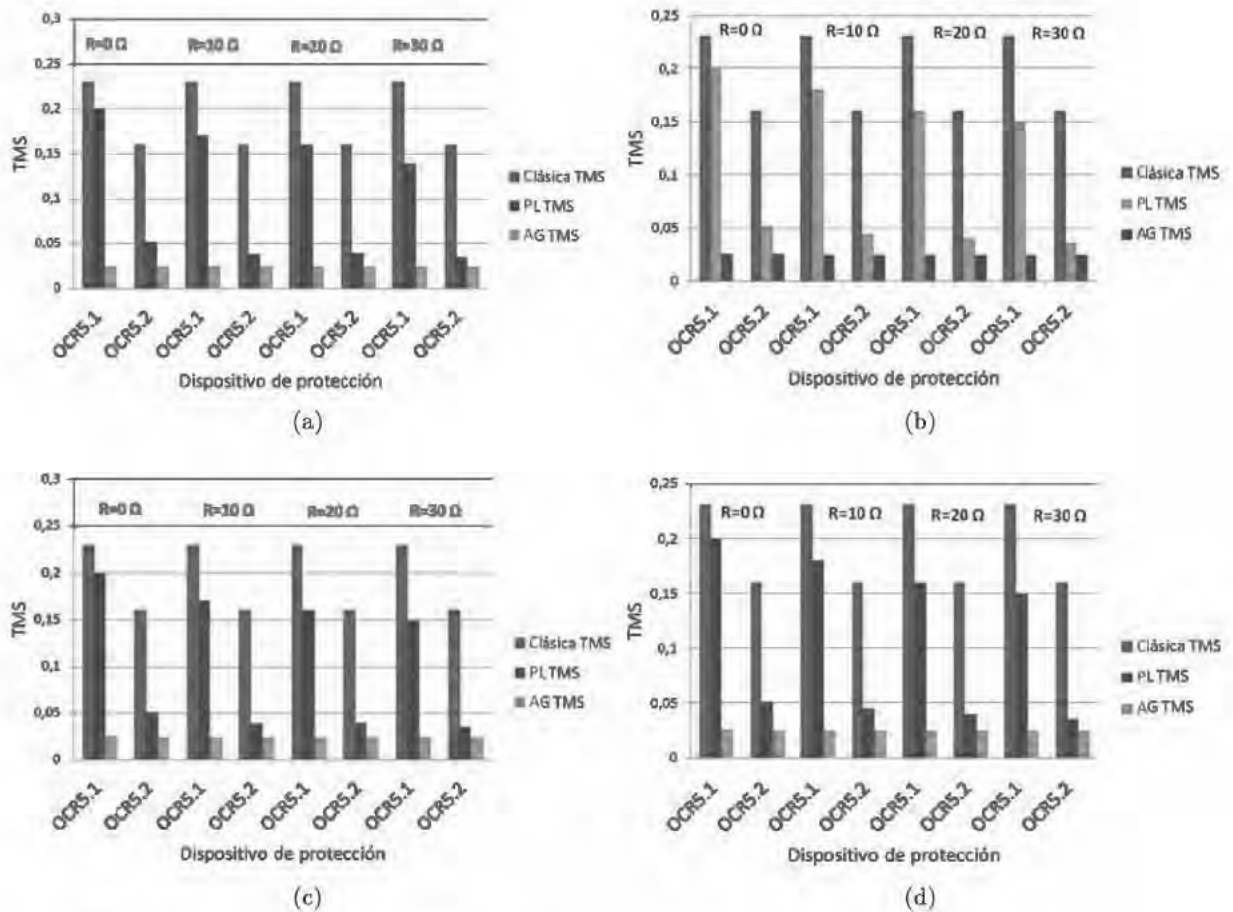 0,3
0,25
0,2
0,15
0,1
0,05
0
TMS
R=0 Ω R=10 Ω R=20 Ω R=30 Ω
OCR5.1 OCR5.2 OCR5.1 OCR5.2 OCR5.1 OCR5.2 OCR5.1 OCR5.2
Dispositivo de protección
Clásica TMS
PL TMS
AG TMS
(a)
0,25
0,2
0,15
0,1
0,05
0
TMS
R=0 Ω R=10 Ω R=20 Ω R=30 Ω
OCR5.1 OCR5.2 OCR5.1 OCR5.2 OCR5.1 OCR5.2 OCR5.1 OCR5.2
Dispositivo de protección
Clásica TMS
PL TMS
AG TMS
(b)
0,3
0,25
0,2
0,15
0,1
0,05
0
TMS
R=0 Ω R=10 Ω R=20 Ω R=30 Ω
OCR5.1 OCR5.2 OCR5.1 OCR5.2 OCR5.1 OCR5.2 OCR5.1 OCR5.2
Dispositivo de protección
Clásica TMS
PL TMS
AG TMS
(c)
0,25
0,2
0,15
0,1
0,05
0
TMS
R=0 Ω R=10 Ω R=20 Ω R=30 Ω
OCR5.1 OCR5.2 OCR5.1 OCR5.2 OCR5.1 OCR5.2 OCR5.1 OCR5.2
Dispositivo de protección
Clásica TMS
PL TMS
AG TMS
(d)